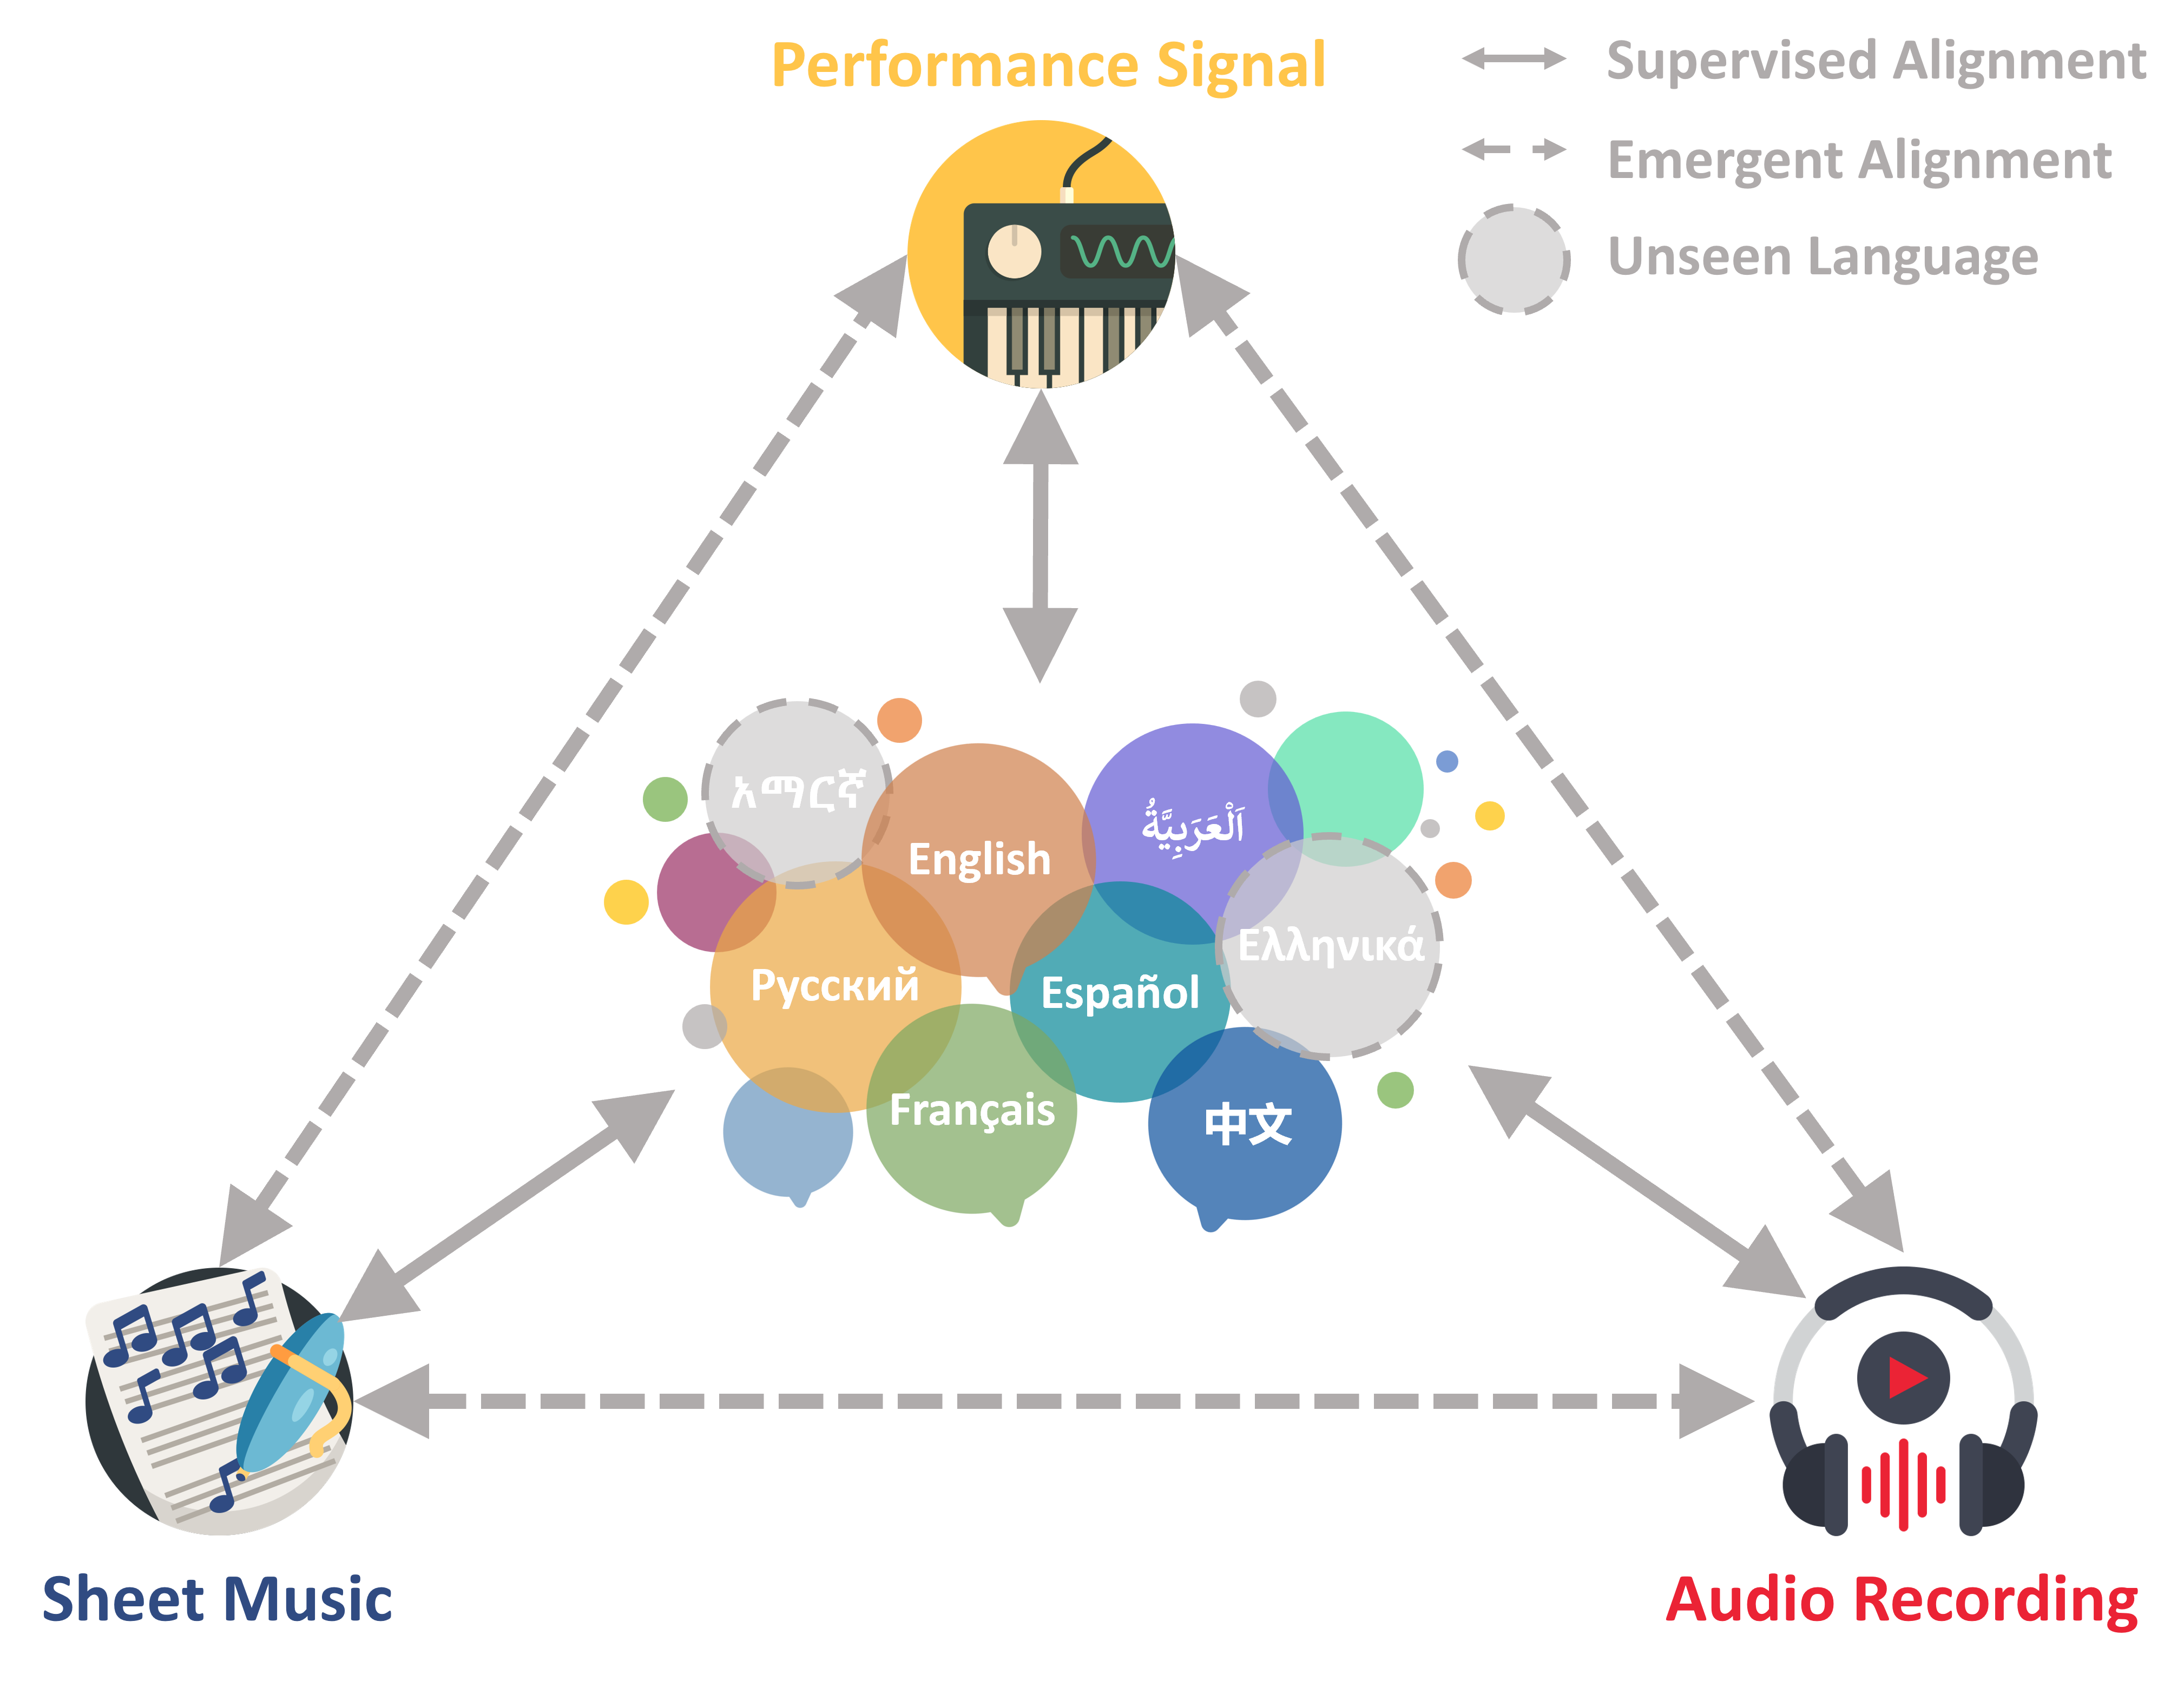 Performance Signal
Supervised Alignment
Emergent Alignment
Unseen Language
አማርኛ
English
اَلْعَرَبِيَّةُ
Ελληνικά
Русский
Español
Français
中文
Sheet Music
Audio Recording